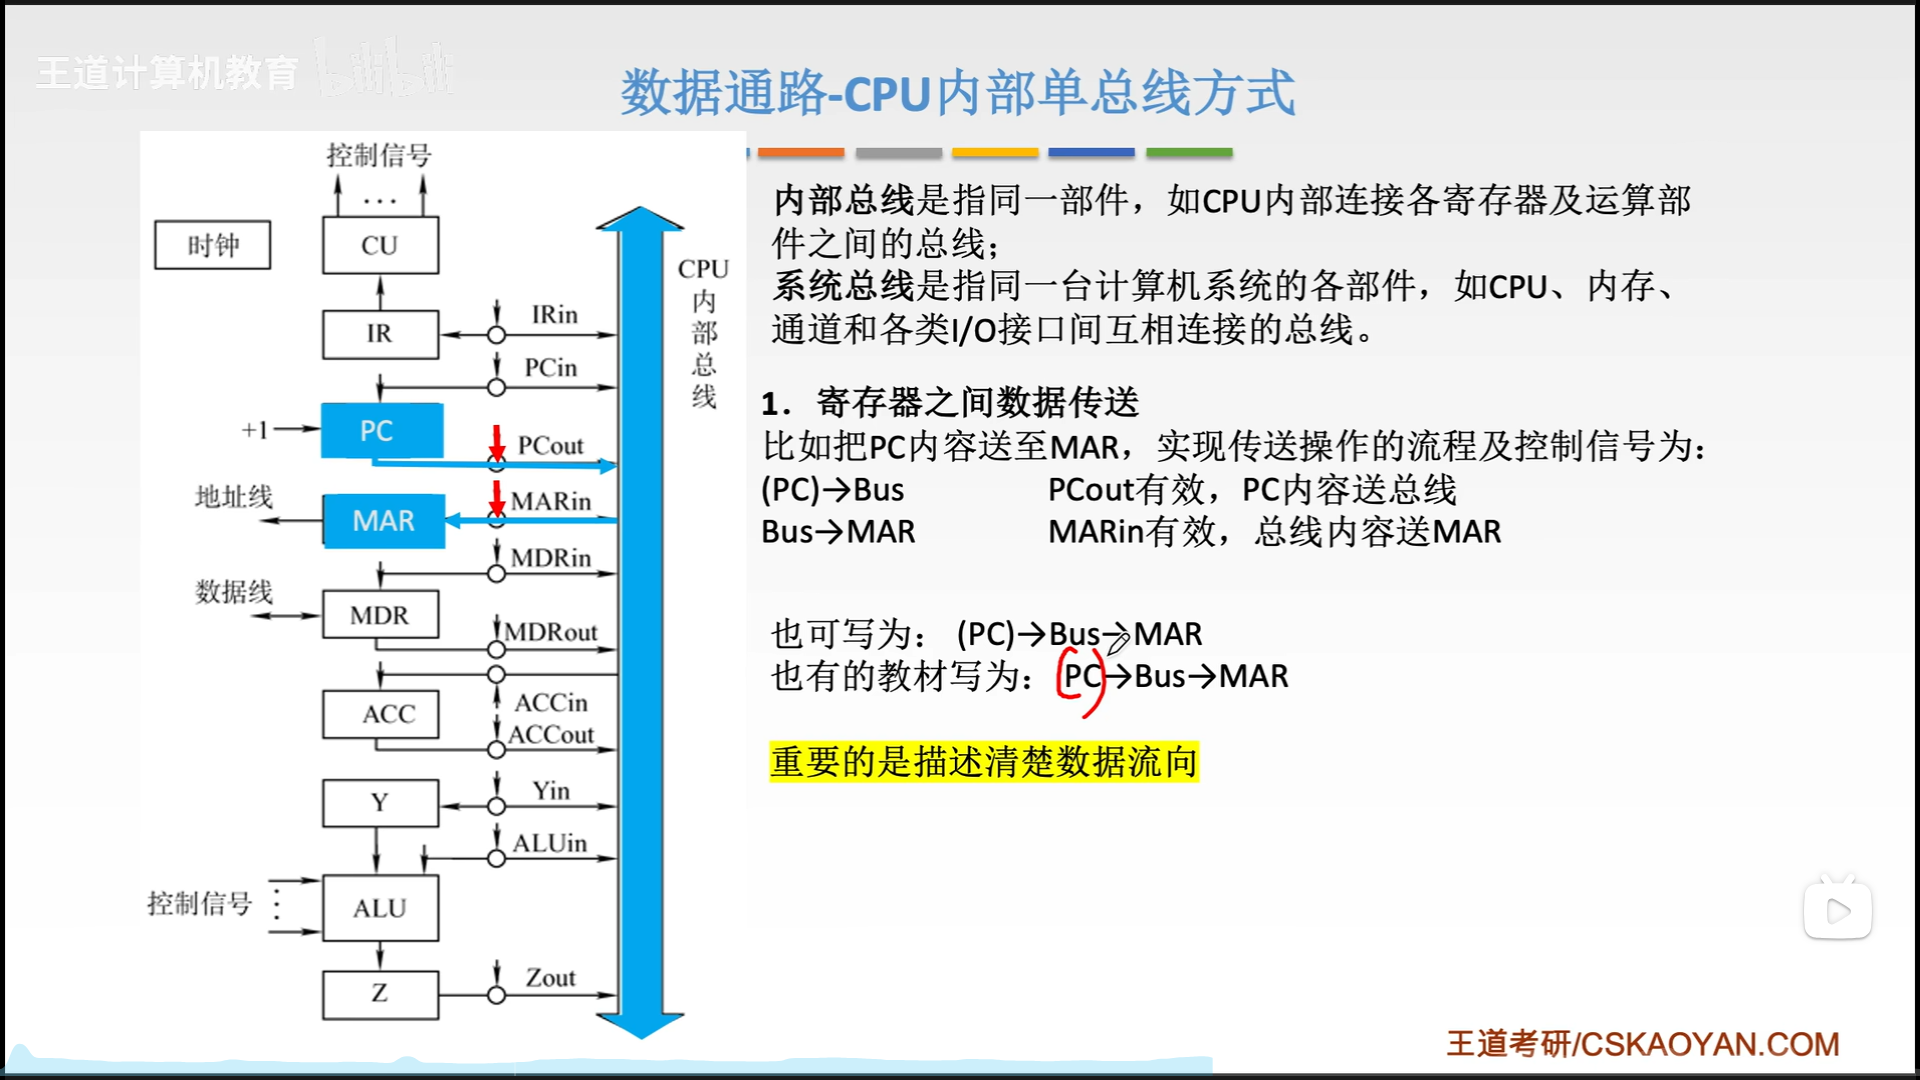 王道计算机教育 bilibili
数据通路-CPU内部单总线方式
控制信号
...
时钟
CU
IR
IRin
PCin
+1
PC
PCout
地址线
MAR
MARin
MDRin
数据线
MDR
MDRout
ACC
ACCin
ACCout
Y
Yin
ALUin
控制信号
ALU
Z
Zout
CPU
内
部
总
线
内部总线是指同一部件，如CPU内部连接各寄存器及运算部
件之间的总线；
系统总线是指同一台计算机系统的各部件，如CPU、内存、
通道和各类I/O接口间互相连接的总线。
1．寄存器之间数据传送
比如把PC内容送至MAR，实现传送操作的流程及控制信号为：
(PC)→Bus PCout有效，PC内容送总线
Bus→MAR MARin有效，总线内容送MAR
也可写为： (PC)→Bus→MAR
也有的教材写为： (PC)→Bus→MAR
重要的是描述清楚数据流向
王道考研/CSKAOYAN.COM